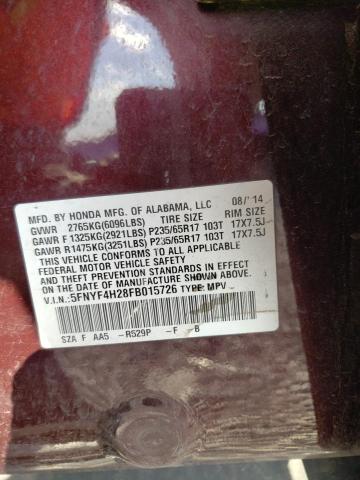 MFD. BY HONDA MFG. OF ALABAMA, LLC 08/'14
GVWR 2765KG(6096LBS) TIRE SIZE RIM SIZE
GAWR F 1325KG(2921LBS) P235/65R17 103T 17X7.5J
GAWR R 1475KG(3251LBS) P235/65R17 103T 17X7.5J
THIS VEHICLE CONFORMS TO ALL APPLICABLE
FEDERAL MOTOR VEHICLE SAFETY, BUMPER,
AND THEFT PREVENTION STANDARDS IN EFFECT
ON THE DATE OF MANUFACTURE SHOWN ABOVE.
V.I.N.: 5FNYF4H28FB015726 TYPE: MPV
SZA F AA5 -R529P -F -B